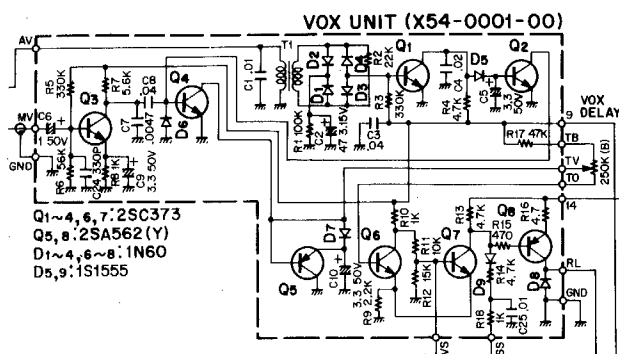 VOX UNIT (X54-0001-00)
AV
T1
D2
D4
R2
22K
Q1
C4 .02
D5
Q2
R5
330K
R7
5.6K
C8
.04
Q4
C1 .01
D1
D3
R3
330K
R4
4.7K
C5
3.3
50V
C6
1 50V
Q3
C7
.0047
D6
R1 100K
C2
47 3.15V
C3
.04
9
VOX
DELAY
MV
GND
R17 47K
TB
TV
TO
250K (B)
R6 56K
C24 330P
R8 1K
C9
3.3 50V
14
Q1~4, 6, 7:2SC373
Q5, 8:2SA562(Y)
D1~4, 6~8:1N60
D5, 9:1S1555
R10
1K
R13
4.7K
R15
470
R16
4.7
Q8
D7
Q6
R11
10K
Q7
RL
Q5
C10
3.3 50V
R9 2.2K
R12 15K
D9
R14
4.7K
D8
GND
R18
1K
C25 .01
VS
SS